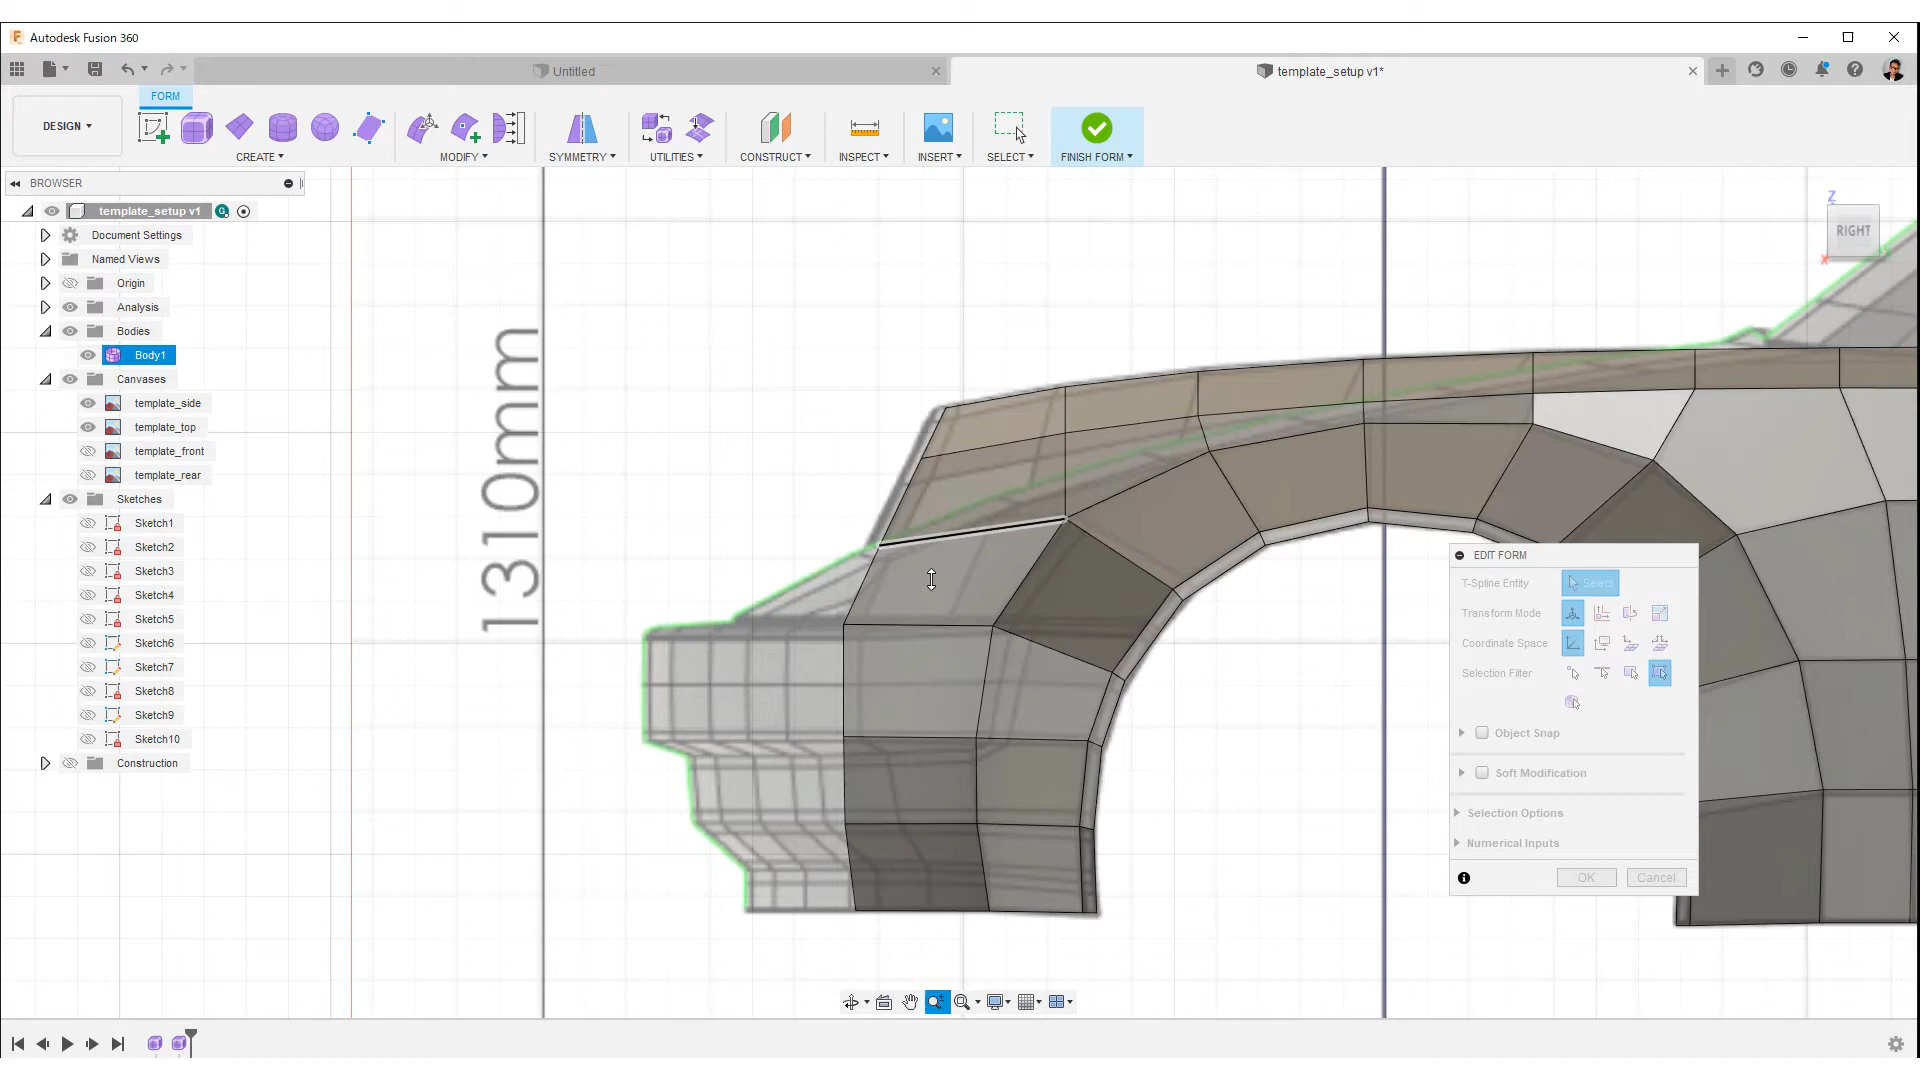 Autodesk Fusion 360
Untitled
template_setup v1*
FORM
DESIGN
CREATE
MODIFY
SYMMETRY
UTILITIES
CONSTRUCT
INSPECT
INSERT
SELECT
FINISH FORM
BROWSER
template_setup v1
Document Settings
Named Views
Origin
Analysis
Bodies
Body1
Canvases
template_side
template_top
template_front
template_rear
Sketches
Sketch1
Sketch2
Sketch3
Sketch4
Sketch5
Sketch6
Sketch7
Sketch8
Sketch9
Sketch10
Construction
1310mm
Z
RIGHT
X
EDIT FORM
T-Spline Entity
Select
Transform Mode
Coordinate Space
Selection Filter
Object Snap
Soft Modification
Selection Options
Numerical Inputs
OK
Cancel